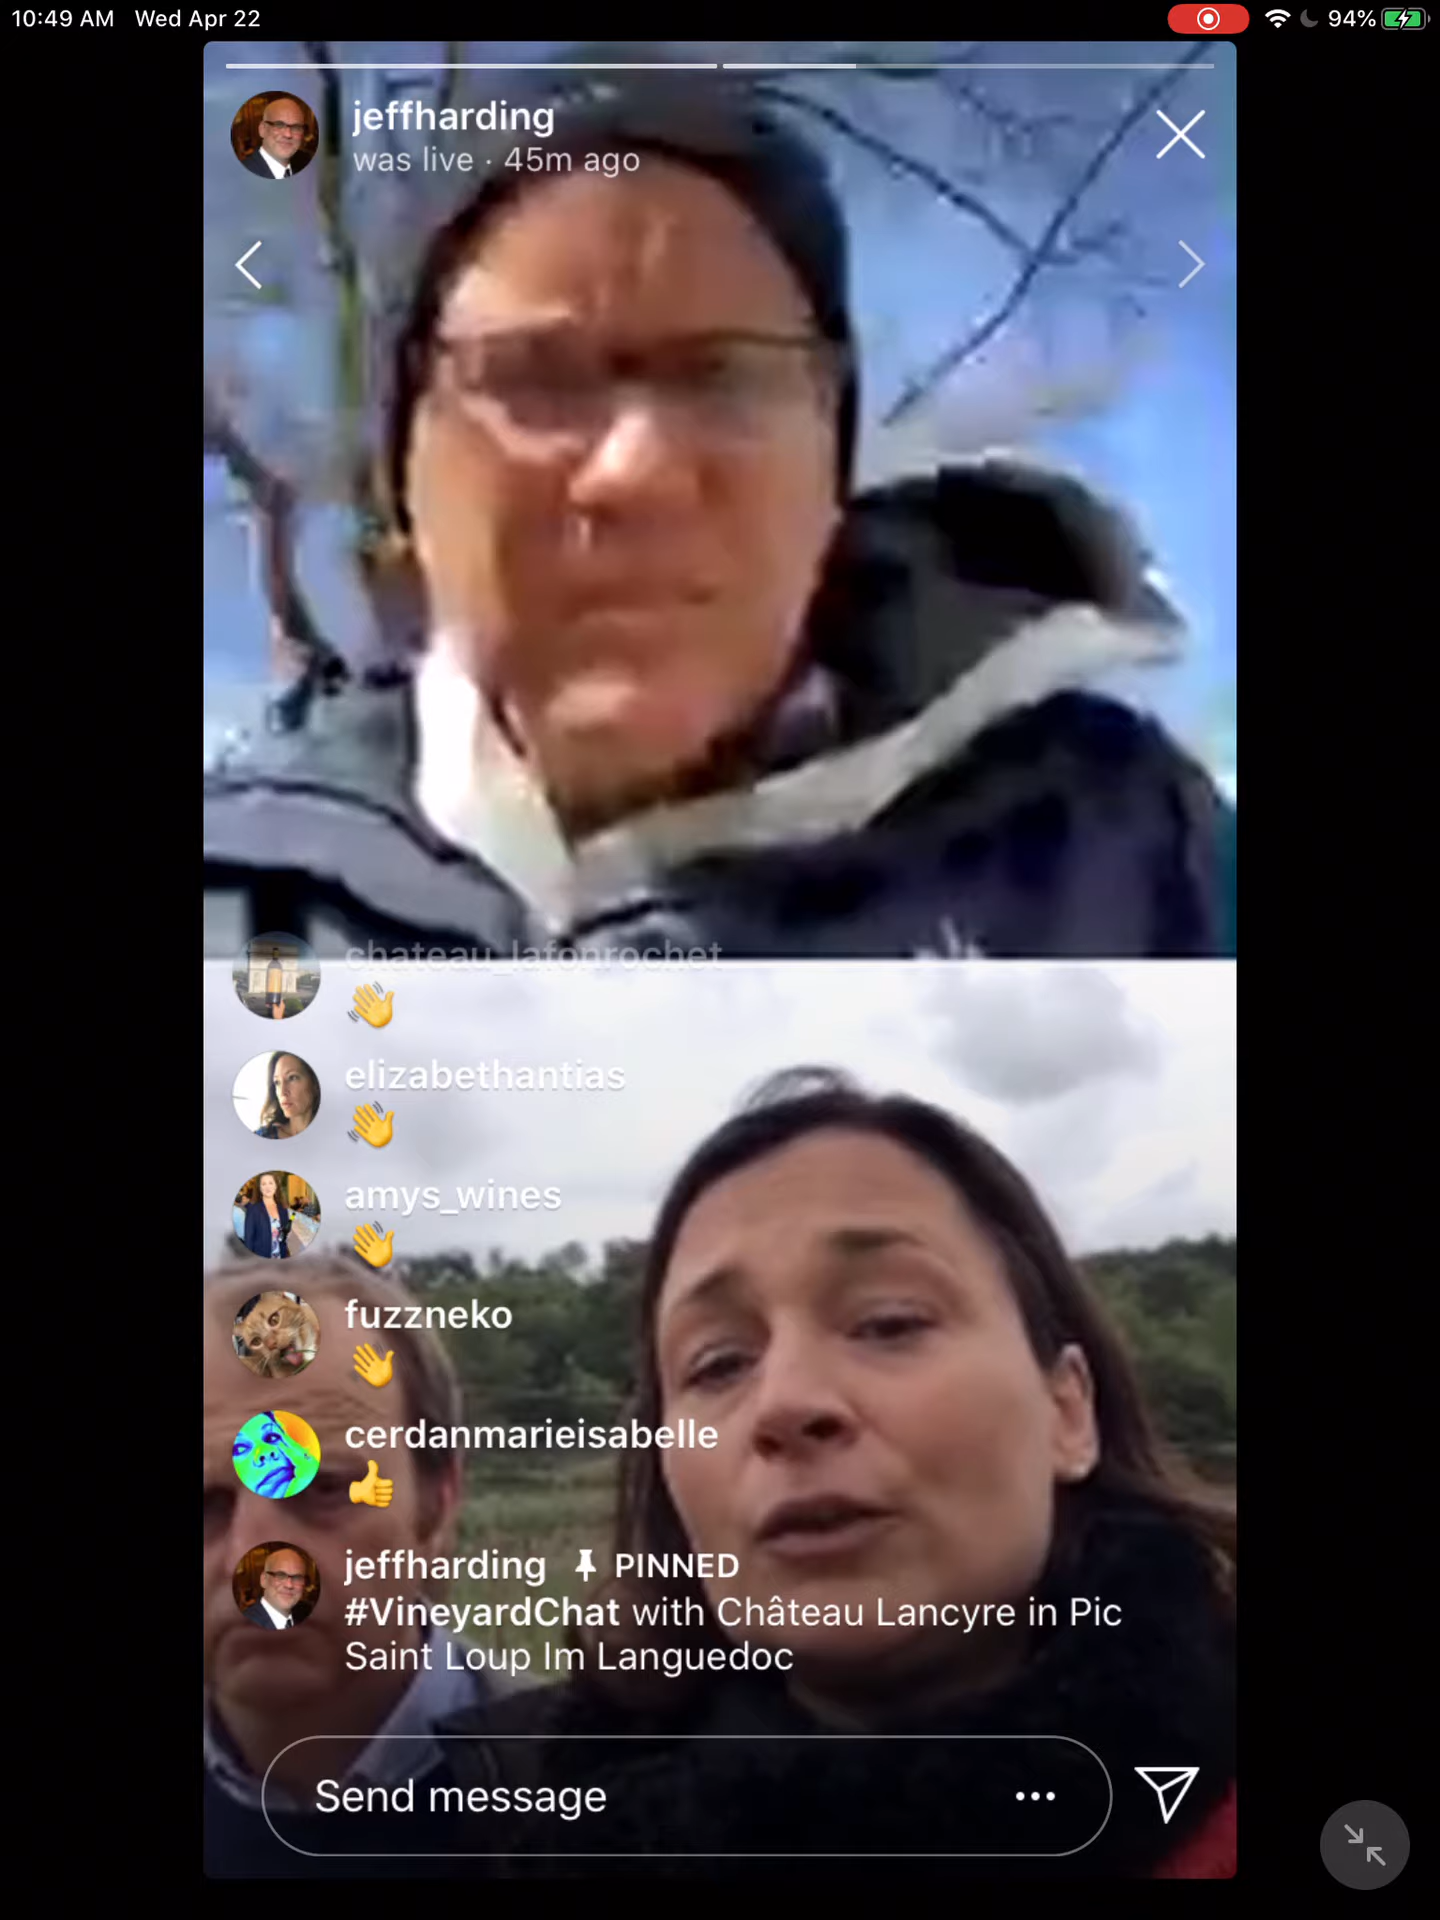 10:49 AM Wed Apr 22
94%
jeffharding
was live · 45m ago
chateau_lafonrochet
👋
elizabethantias
👋
amys_wines
👋
fuzzneko
👋
cerdanmarieisabelle
👍
jeffharding 📌 PINNED
#VineyardChat with Château Lancyre in Pic
Saint Loup Im Languedoc
Send message